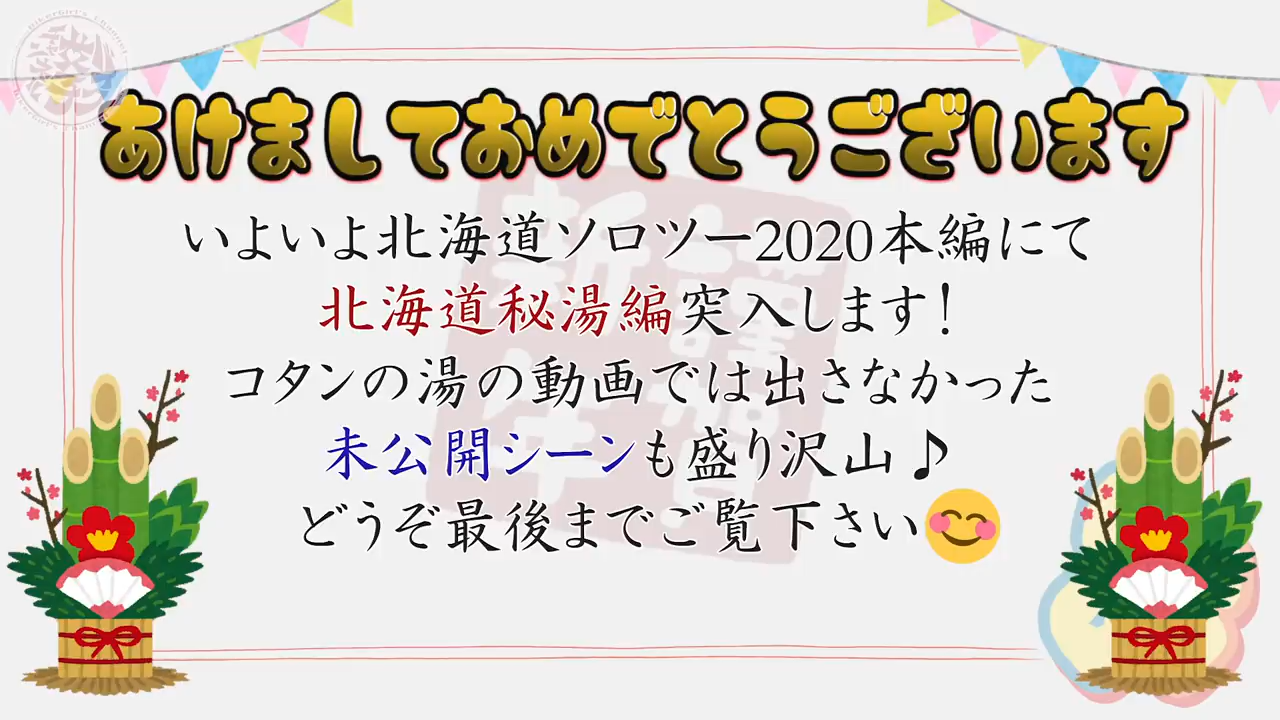 あけましておめでとうございます
いよいよ北海道ソロツー2020本編にて
北海道秘湯編突入します!
コタンの湯の動画では出さなかった
未公開シーンも盛り沢山♪
どうぞ最後までご覧下さい
謹賀
新年